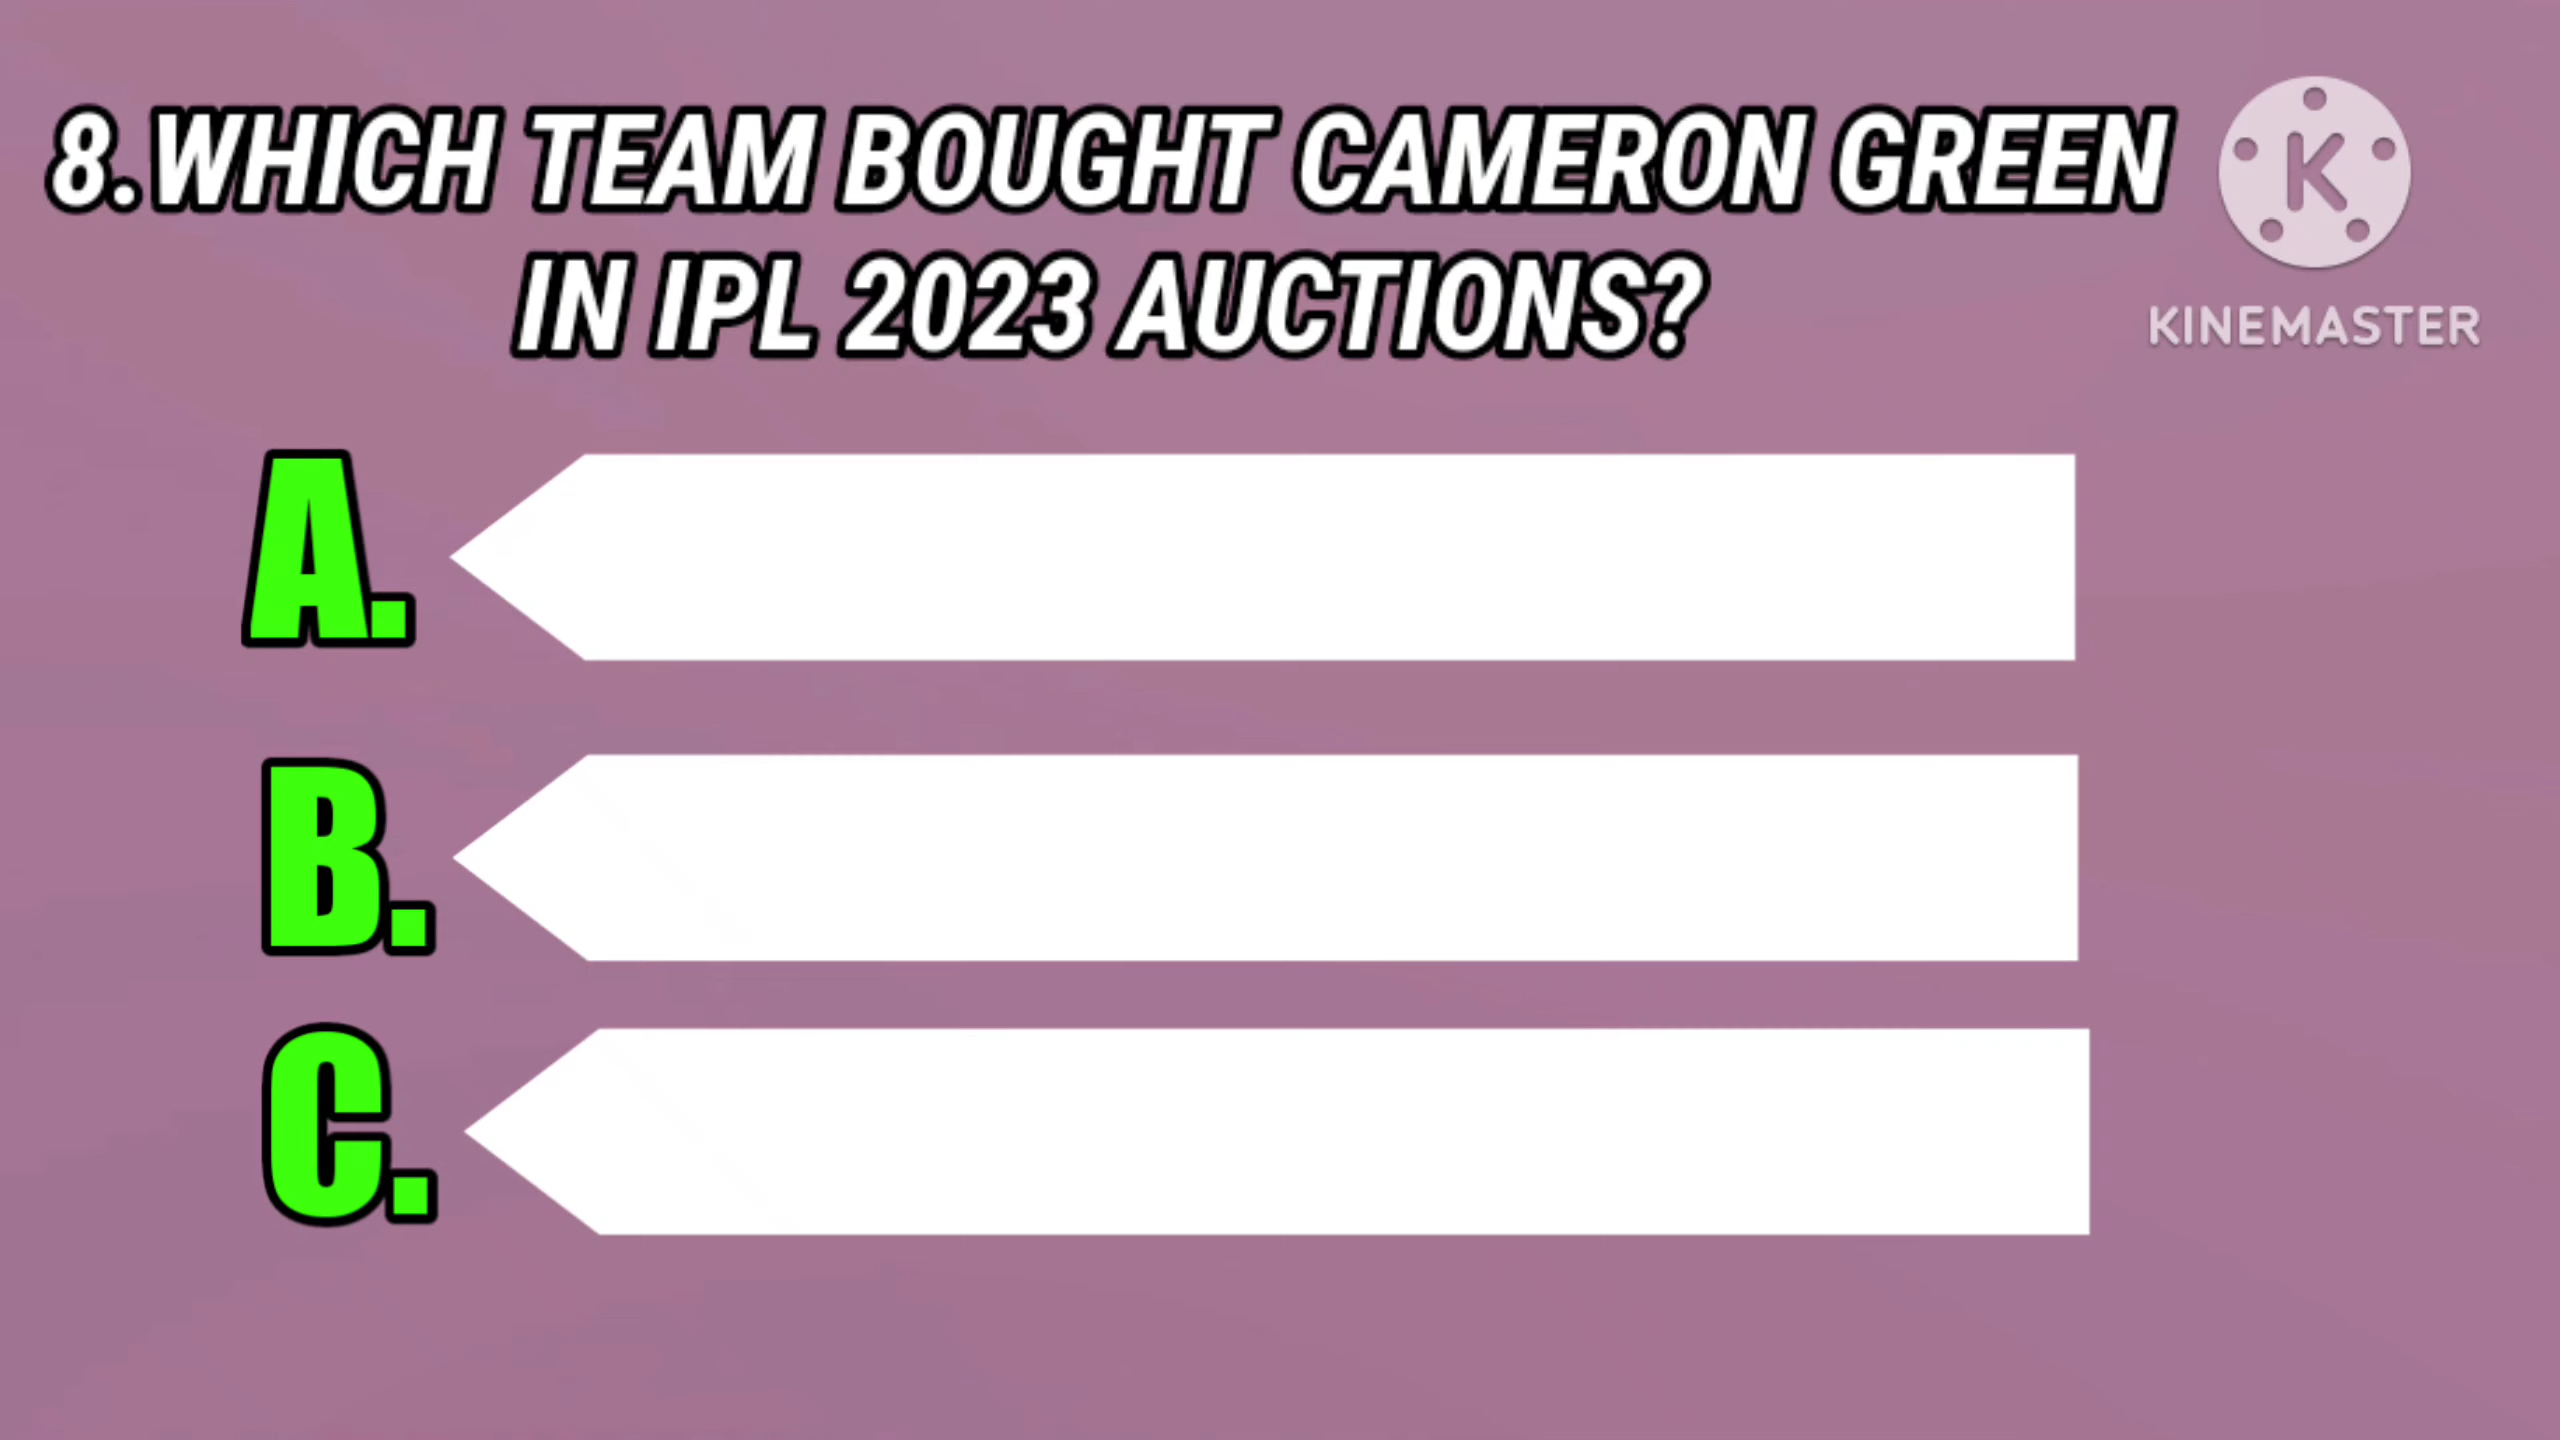 8.WHICH TEAM BOUGHT CAMERON GREEN
IN IPL 2023 AUCTIONS?
K
KINEMASTER
A.
B.
C.